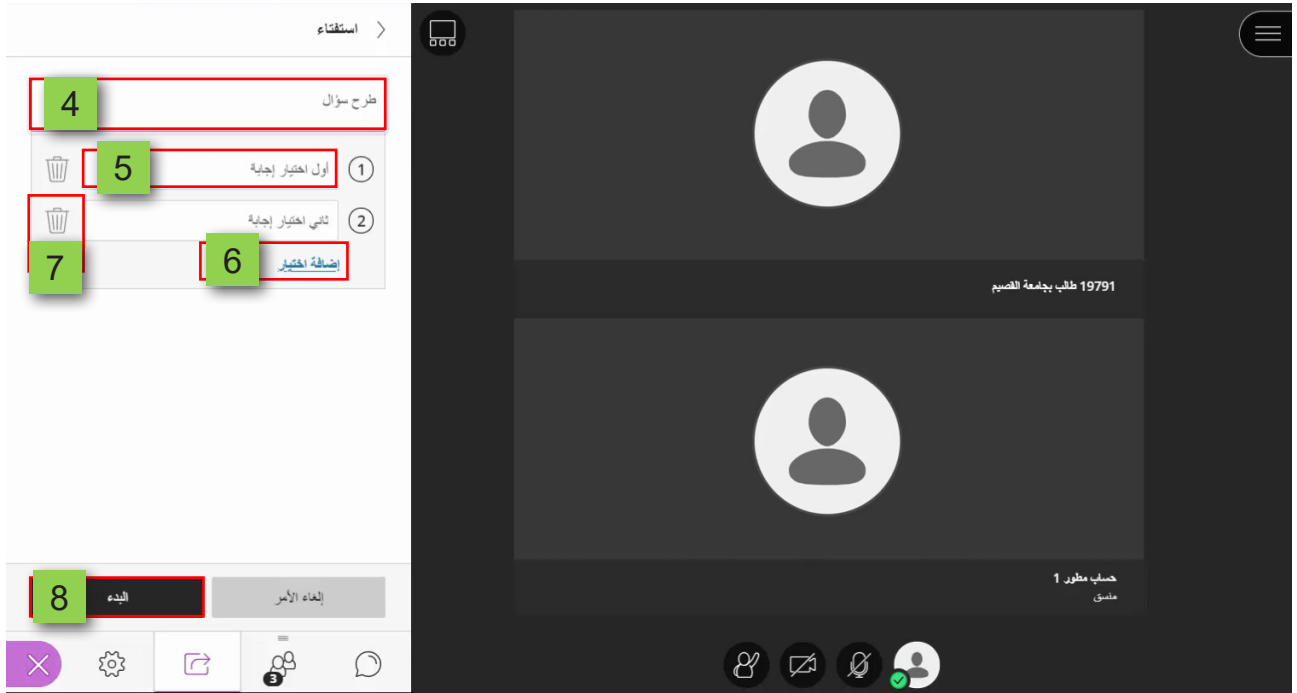 استفتاء
4
طرح سؤال
5
أول اختيار إجابة
1
ثاني اختيار إجابة
2
7
6
إضافة اختيار
8
البدء
إلغاء الأمر
3
19791 طالب بجامعة القصيم
حساب مطور 1
منسق